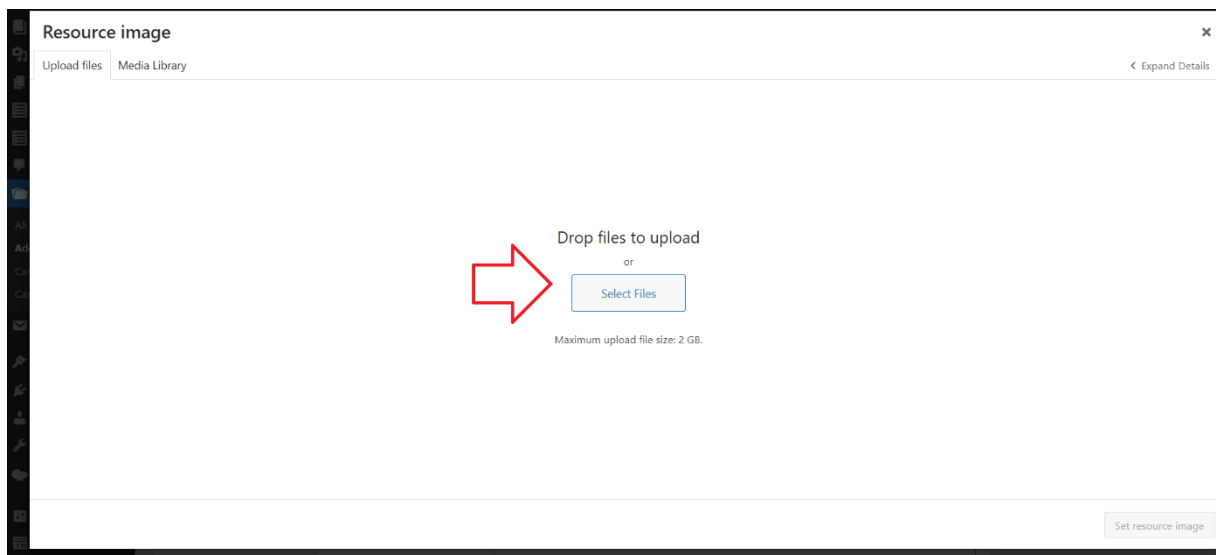 Resource image
×
Upload files
Media Library
Expand Details
All
Drop files to upload
or
Select Files
Maximum upload file size: 2 GB.
Set resource image